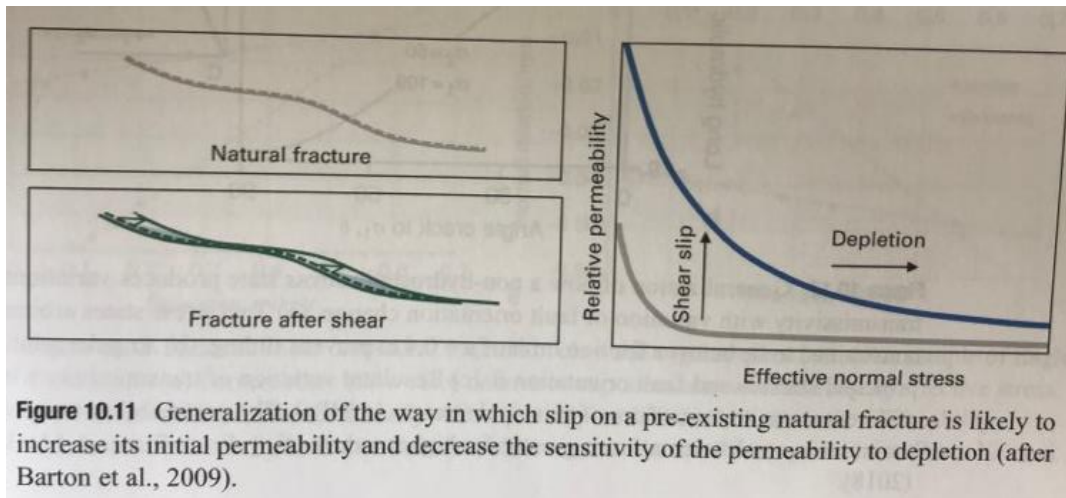 Natural fracture
Fracture after shear
Relative permeability
Shear slip
Depletion
Effective normal stress
Figure 10.11 Generalization of the way in which slip on a pre-existing natural fracture is likely to
increase its initial permeability and decrease the sensitivity of the permeability to depletion (after
Barton et al., 2009).